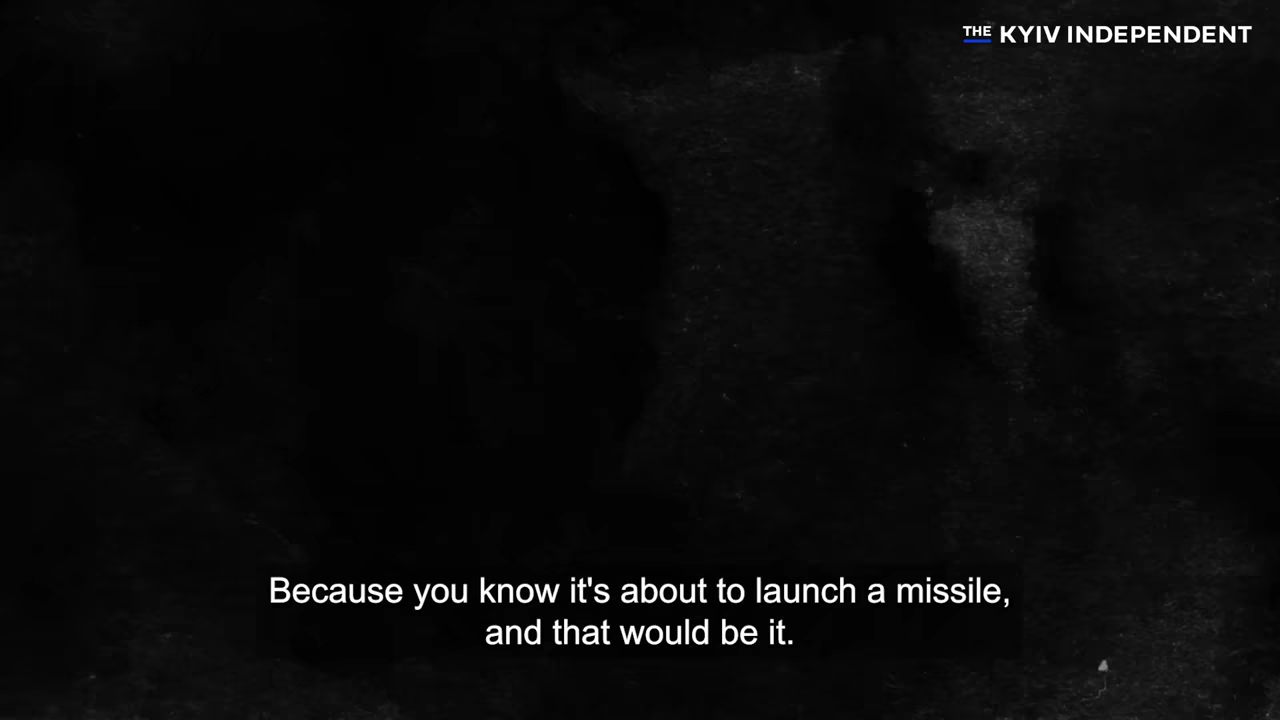 THE KYIV INDEPENDENT
Because you know it's about to launch a missile,
and that would be it.